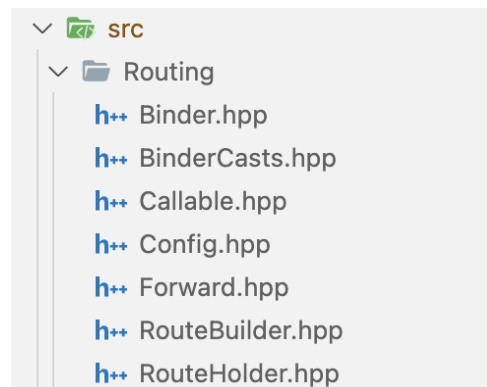 src
Routing
h++ Binder.hpp
h++ BinderCasts.hpp
h++ Callable.hpp
h++ Config.hpp
h++ Forward.hpp
h++ RouteBuilder.hpp
h++ RouteHolder.hpp